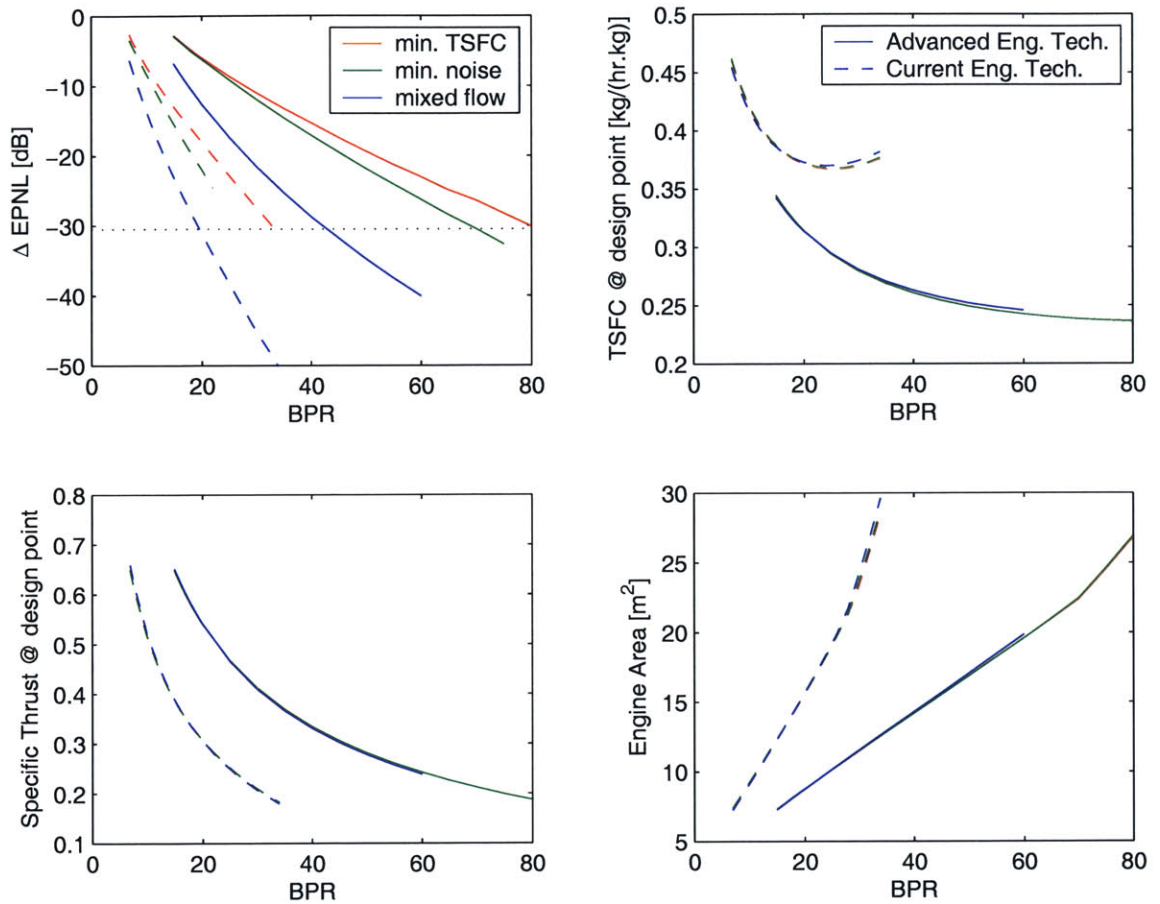 Δ EPNL [dB]
0
−10
−20
−30
−40
−50
min. TSFC
min. noise
mixed flow
0 20 40 60 80
BPR
TSFC @ design point [kg/(hr.kg)]
0.5
0.45
0.4
0.35
0.3
0.25
0.2
Advanced Eng. Tech.
Current Eng. Tech.
0 20 40 60 80
BPR
Specific Thrust @ design point
0.8
0.7
0.6
0.5
0.4
0.3
0.2
0.1
0 20 40 60 80
BPR
Engine Area [m²]
30
25
20
15
10
5
0 20 40 60 80
BPR